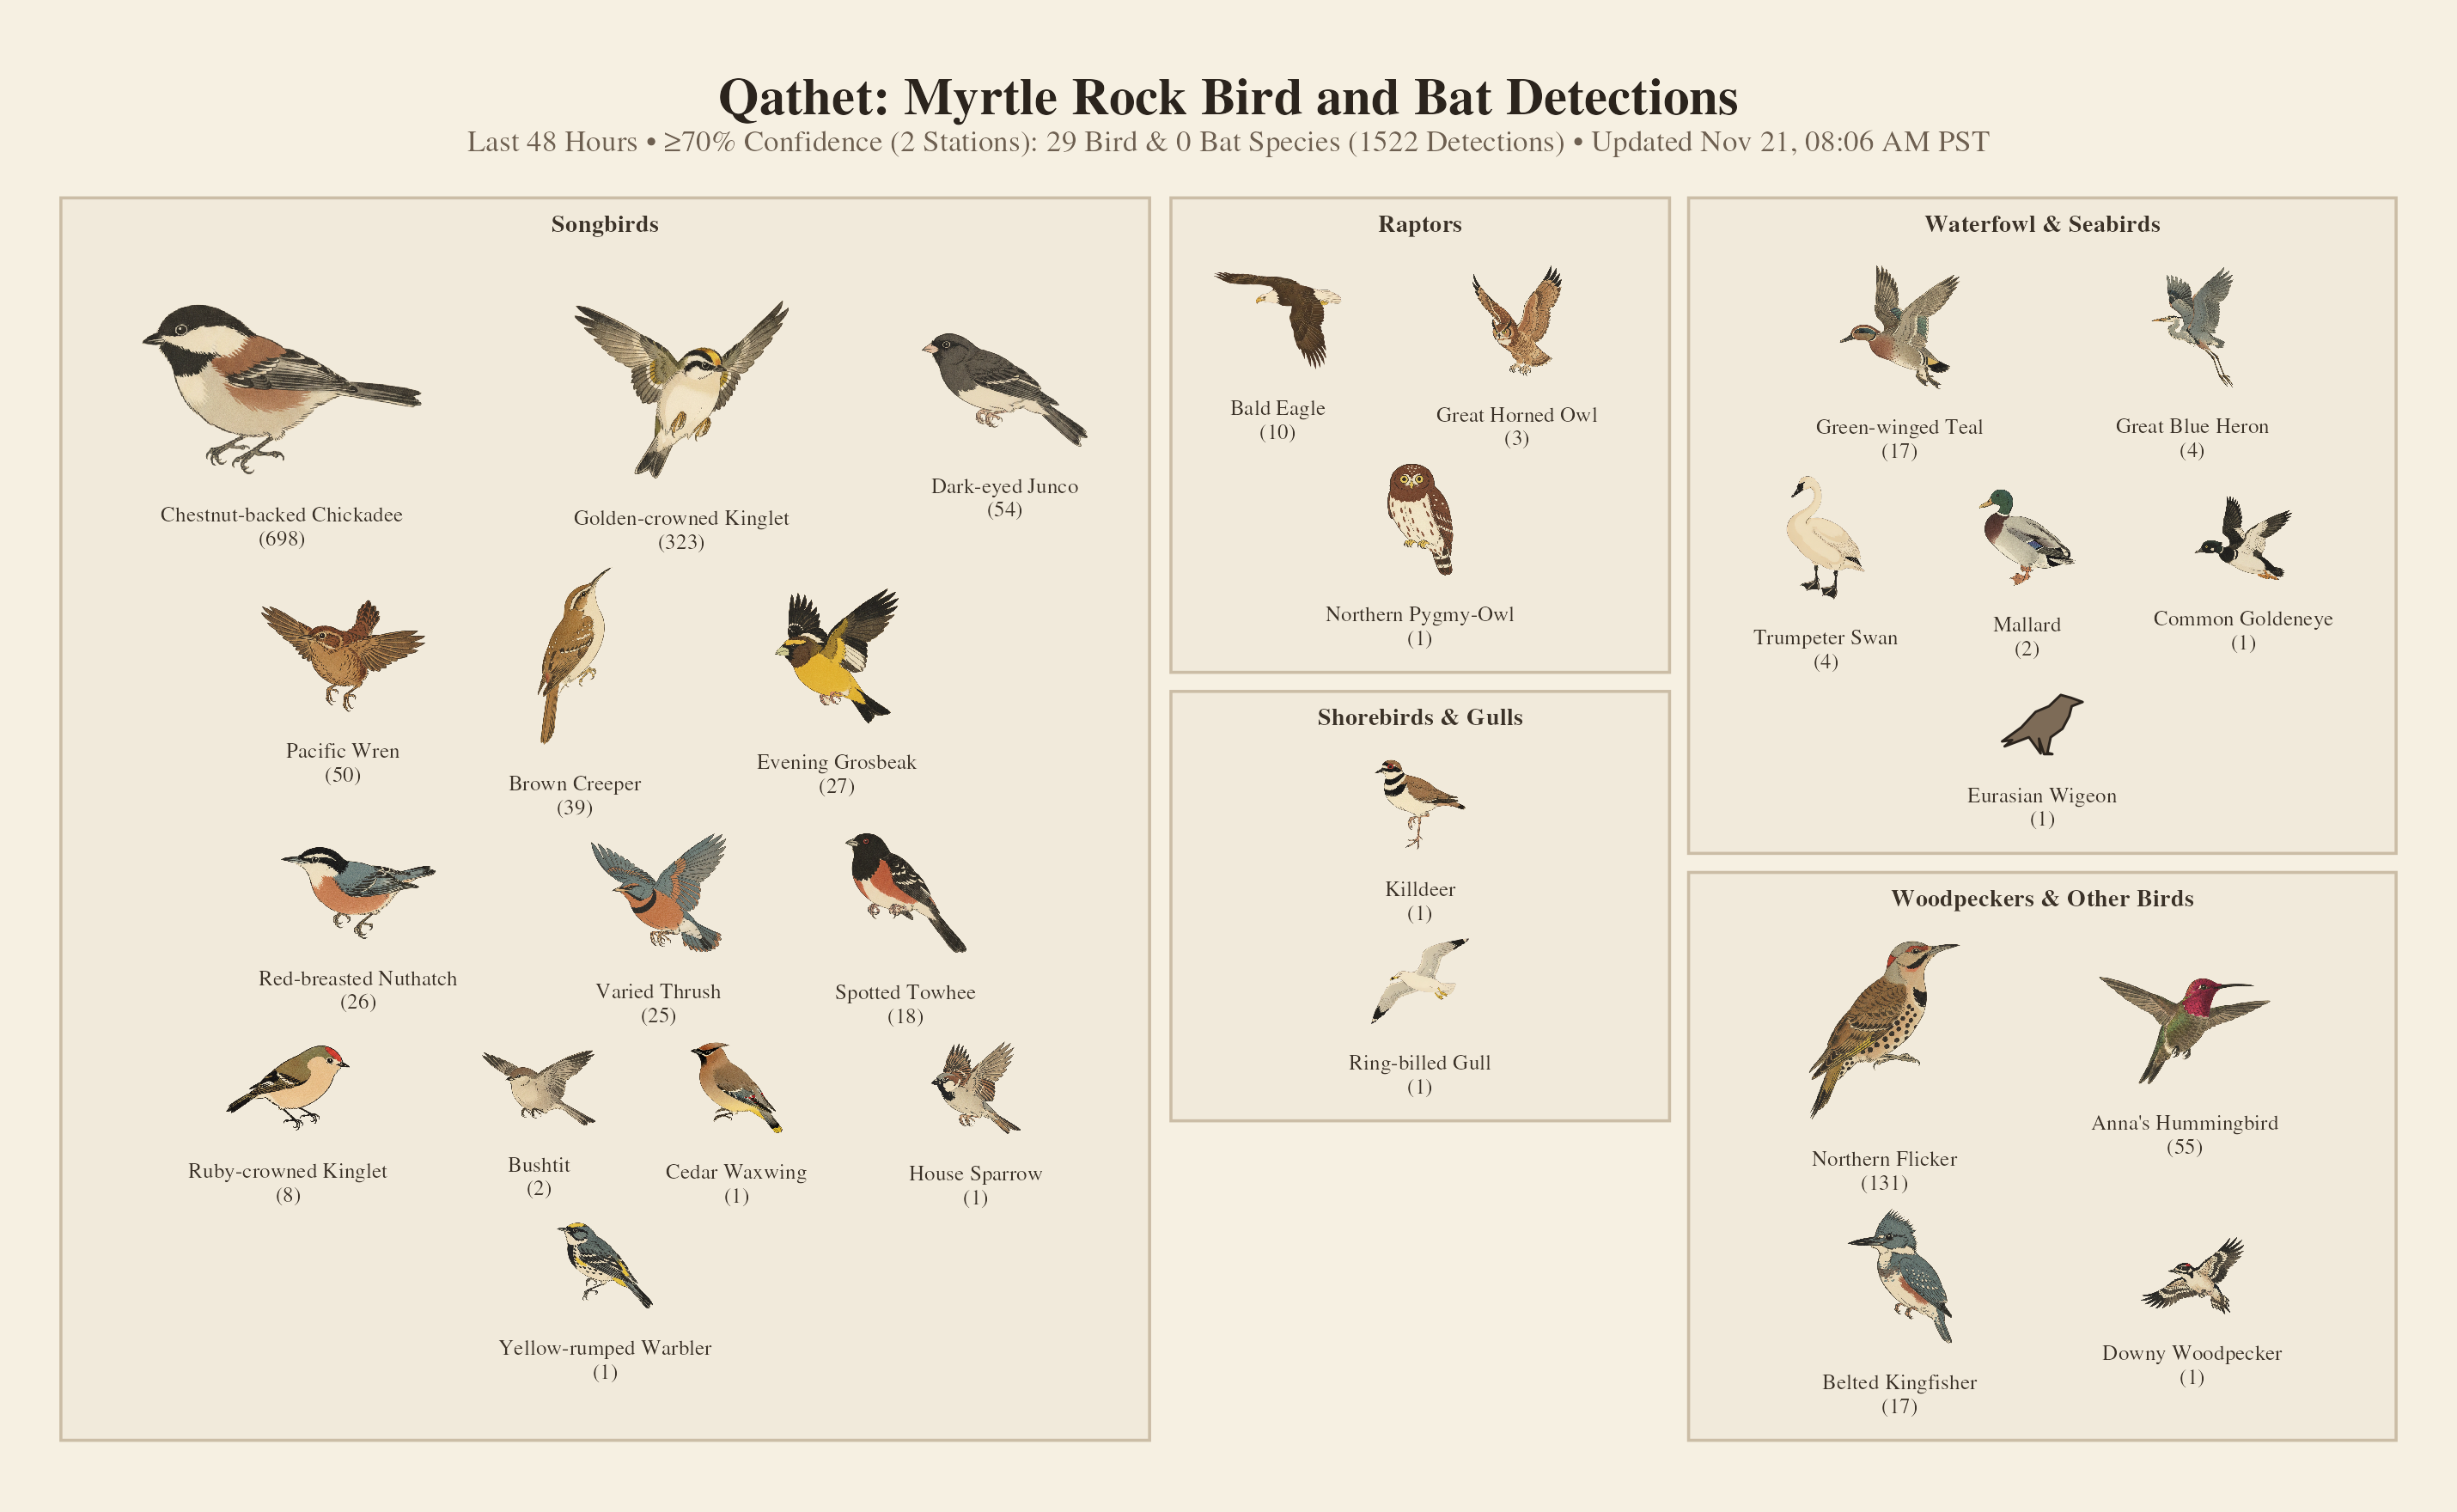 Qathet: Myrtle Rock Bird and Bat Detections
Last 48 Hours • ≥70% Confidence (2 Stations): 29 Bird & 0 Bat Species (1522 Detections) • Updated Nov 21, 08:06 AM PST
Songbirds
Chestnut-backed Chickadee
(698)
Golden-crowned Kinglet
(323)
Dark-eyed Junco
(54)
Pacific Wren
(50)
Brown Creeper
(39)
Evening Grosbeak
(27)
Red-breasted Nuthatch
(26)
Varied Thrush
(25)
Spotted Towhee
(18)
Ruby-crowned Kinglet
(8)
Bushtit
(2)
Cedar Waxwing
(1)
House Sparrow
(1)
Yellow-rumped Warbler
(1)
Raptors
Bald Eagle
(10)
Great Horned Owl
(3)
Northern Pygmy-Owl
(1)
Shorebirds & Gulls
Killdeer
(1)
Ring-billed Gull
(1)
Waterfowl & Seabirds
Green-winged Teal
(17)
Great Blue Heron
(4)
Trumpeter Swan
(4)
Mallard
(2)
Common Goldeneye
(1)
Eurasian Wigeon
(1)
Woodpeckers & Other Birds
Northern Flicker
(131)
Anna's Hummingbird
(55)
Belted Kingfisher
(17)
Downy Woodpecker
(1)